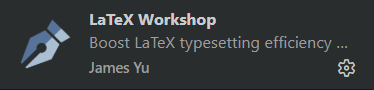 LaTeX Workshop
Boost LaTeX typesetting efficiency ...
James Yu